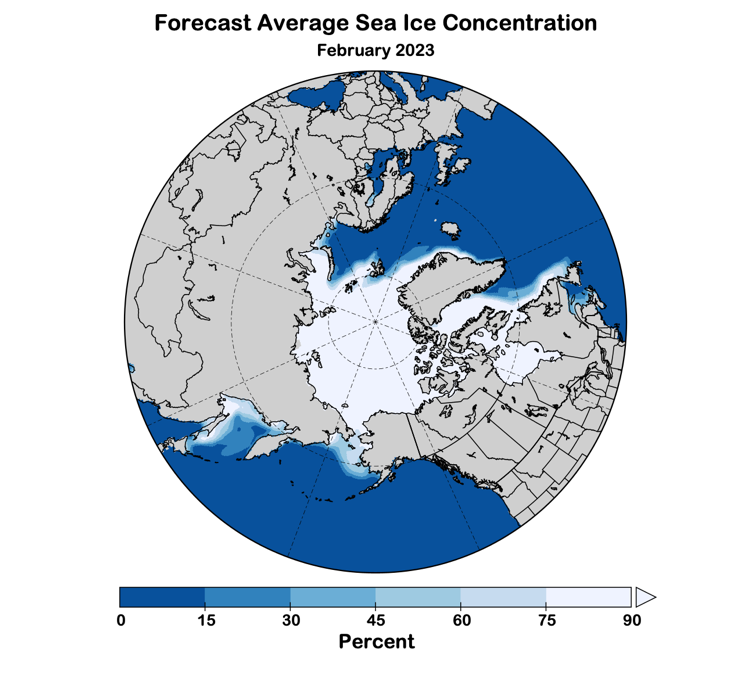 Forecast Average Sea Ice Concentration
February 2023
0 15 30 45 60 75 90
Percent